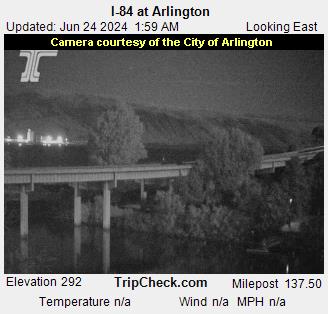 I-84 at Arlington
Updated: Jun 24 2024 1:59 AM Looking East
Camera courtesy of the City of Arlington
Elevation 292 TripCheck.com Milepost 137.50
Temperature n/a Wind n/a MPH n/a